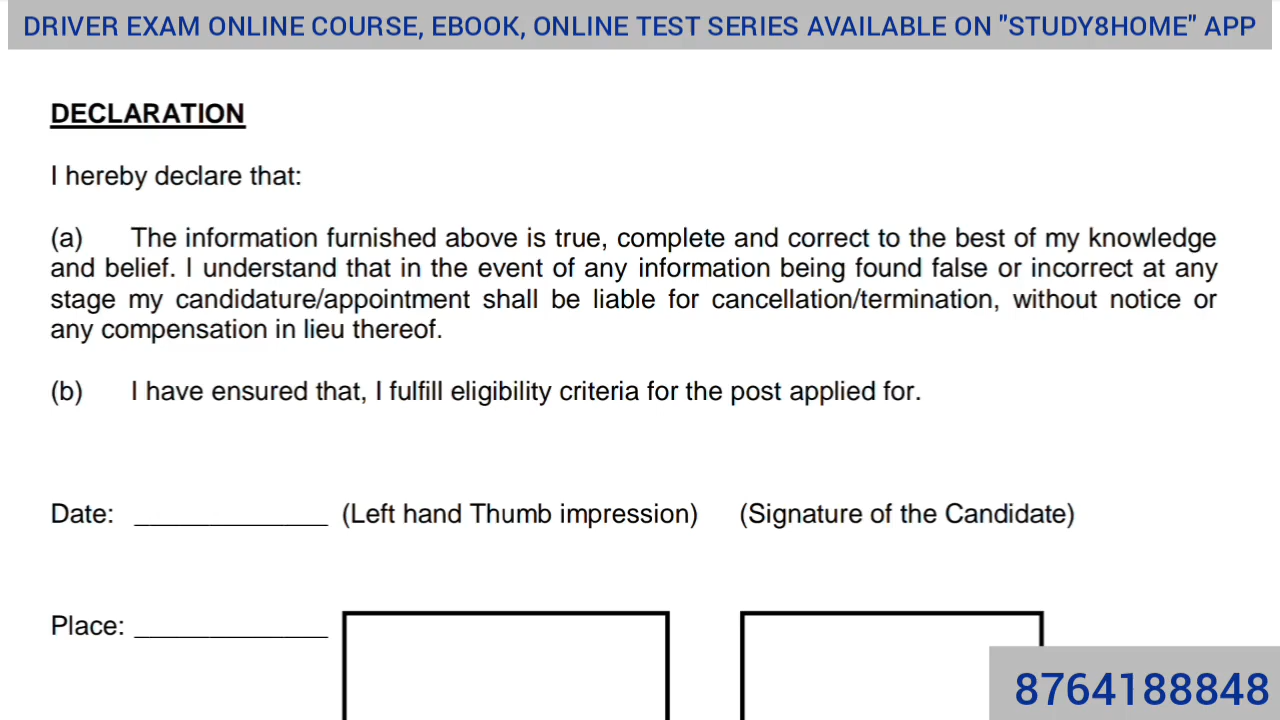 DRIVER EXAM ONLINE COURSE, EBOOK, ONLINE TEST SERIES AVAILABLE ON "STUDY8HOME" APP
DECLARATION
I hereby declare that:
(a) The information furnished above is true, complete and correct to the best of my knowledge
and belief. I understand that in the event of any information being found false or incorrect at any
stage my candidature/appointment shall be liable for cancellation/termination, without notice or
any compensation in lieu thereof.
(b) I have ensured that, I fulfill eligibility criteria for the post applied for.
Date: _____________ (Left hand Thumb impression) (Signature of the Candidate)
Place: _____________
8764188848